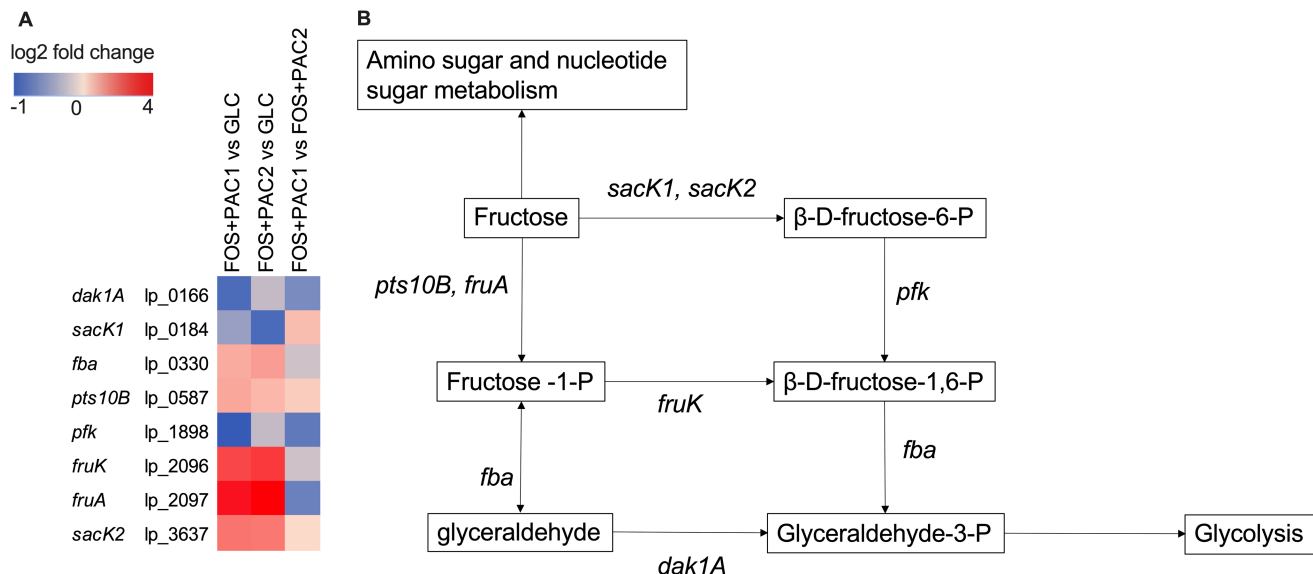 A
log2 fold change
-1 0 4
FOS+PAC1 vs GLC
FOS+PAC2 vs GLC
FOS+PAC1 vs FOS+PAC2
dak1A lp_0166
sacK1 lp_0184
fba lp_0330
pts10B lp_0587
pfk lp_1898
fruK lp_2096
fruA lp_2097
sacK2 lp_3637
B
Amino sugar and nucleotide
sugar metabolism
sacK1, sacK2
Fructose
β-D-fructose-6-P
pts10B, fruA
pfk
Fructose -1-P
β-D-fructose-1,6-P
fruK
fba
fba
glyceraldehyde
Glyceraldehyde-3-P
Glycolysis
dak1A